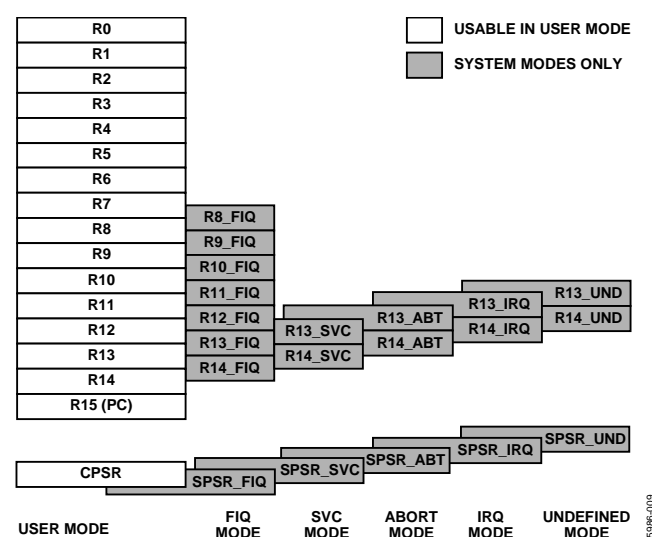 R0
R1
R2
R3
R4
R5
R6
R7
R8
R9
R10
R11
R12
R13
R14
R15 (PC)
USABLE IN USER MODE
SYSTEM MODES ONLY
R8_FIQ
R9_FIQ
R10_FIQ
R11_FIQ
R12_FIQ
R13_FIQ
R14_FIQ
R13_SVC
R14_SVC
R13_ABT
R14_ABT
R13_IRQ
R14_IRQ
R13_UND
R14_UND
CPSR
SPSR_FIQ
SPSR_SVC
SPSR_ABT
SPSR_IRQ
SPSR_UND
USER MODE
FIQ
MODE
SVC
MODE
ABORT
MODE
IRQ
MODE
UNDEFINED
MODE
5986-009